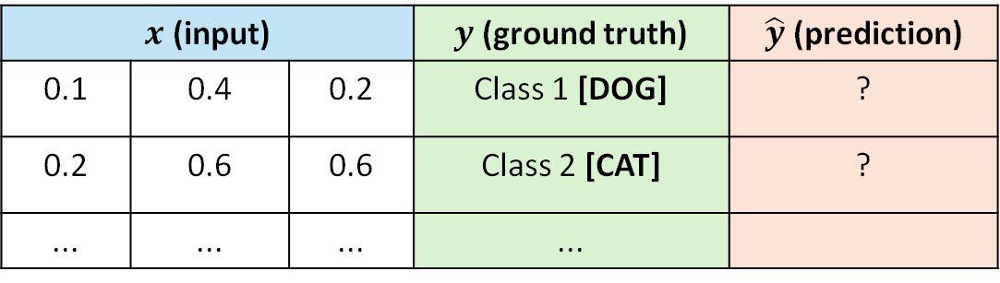 x (input) y (ground truth) ŷ (prediction)
0.1 0.4 0.2 Class 1 [DOG] ?
0.2 0.6 0.6 Class 2 [CAT] ?
... ... ... ...